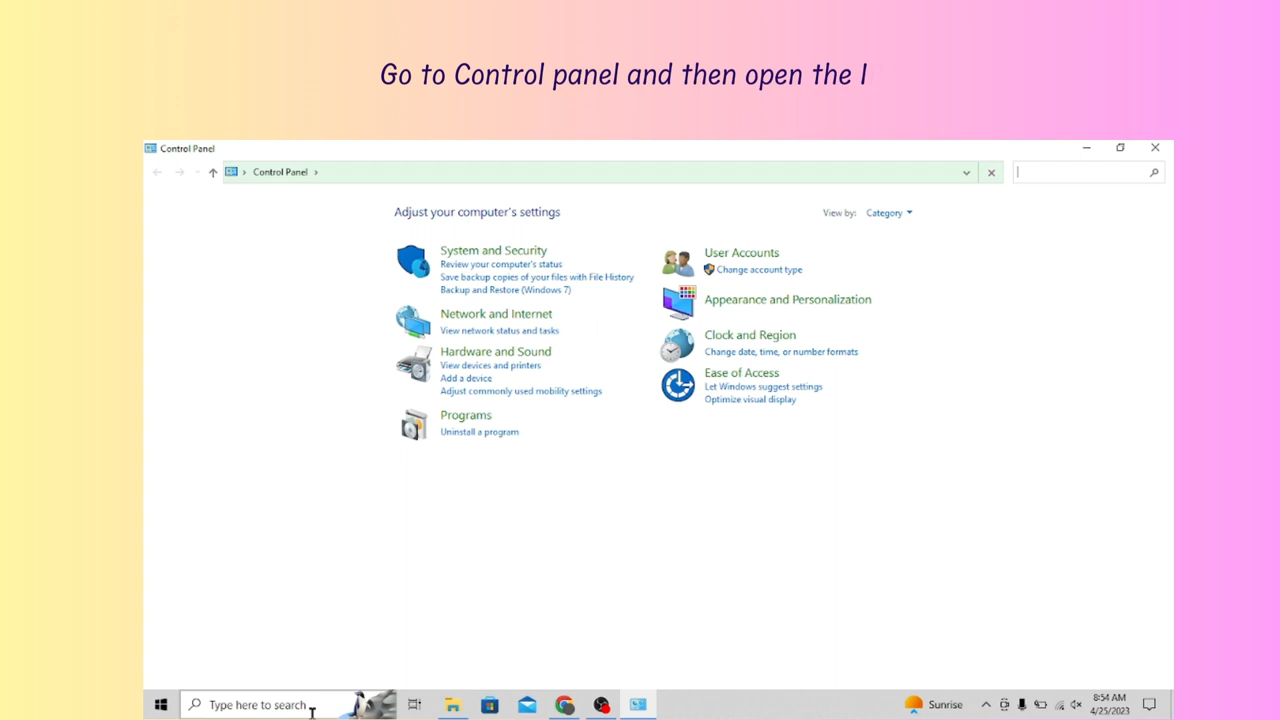 Go to Control panel and then open the I
Control Panel
Control Panel
Adjust your computer's settings
View by: Category
System and Security
Review your computer's status
Save backup copies of your files with File History
Backup and Restore (Windows 7)
Network and Internet
View network status and tasks
Hardware and Sound
View devices and printers
Add a device
Adjust commonly used mobility settings
Programs
Uninstall a program
User Accounts
Change account type
Appearance and Personalization
Clock and Region
Change date, time, or number formats
Ease of Access
Let Windows suggest settings
Optimize visual display
Type here to search
Sunrise
8:54 AM
4/25/2023